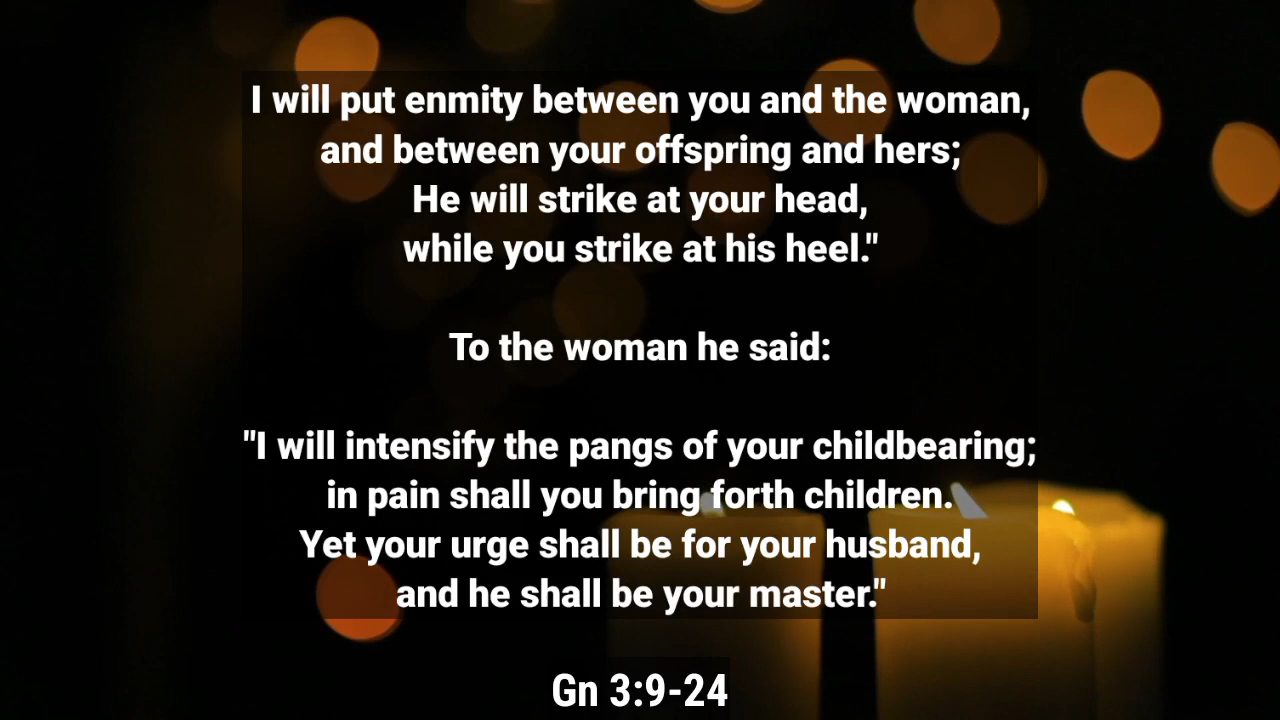 I will put enmity between you and the woman,
and between your offspring and hers;
He will strike at your head,
while you strike at his heel."
To the woman he said:
"I will intensify the pangs of your childbearing;
in pain shall you bring forth children.
Yet your urge shall be for your husband,
and he shall be your master."
Gn 3:9-24